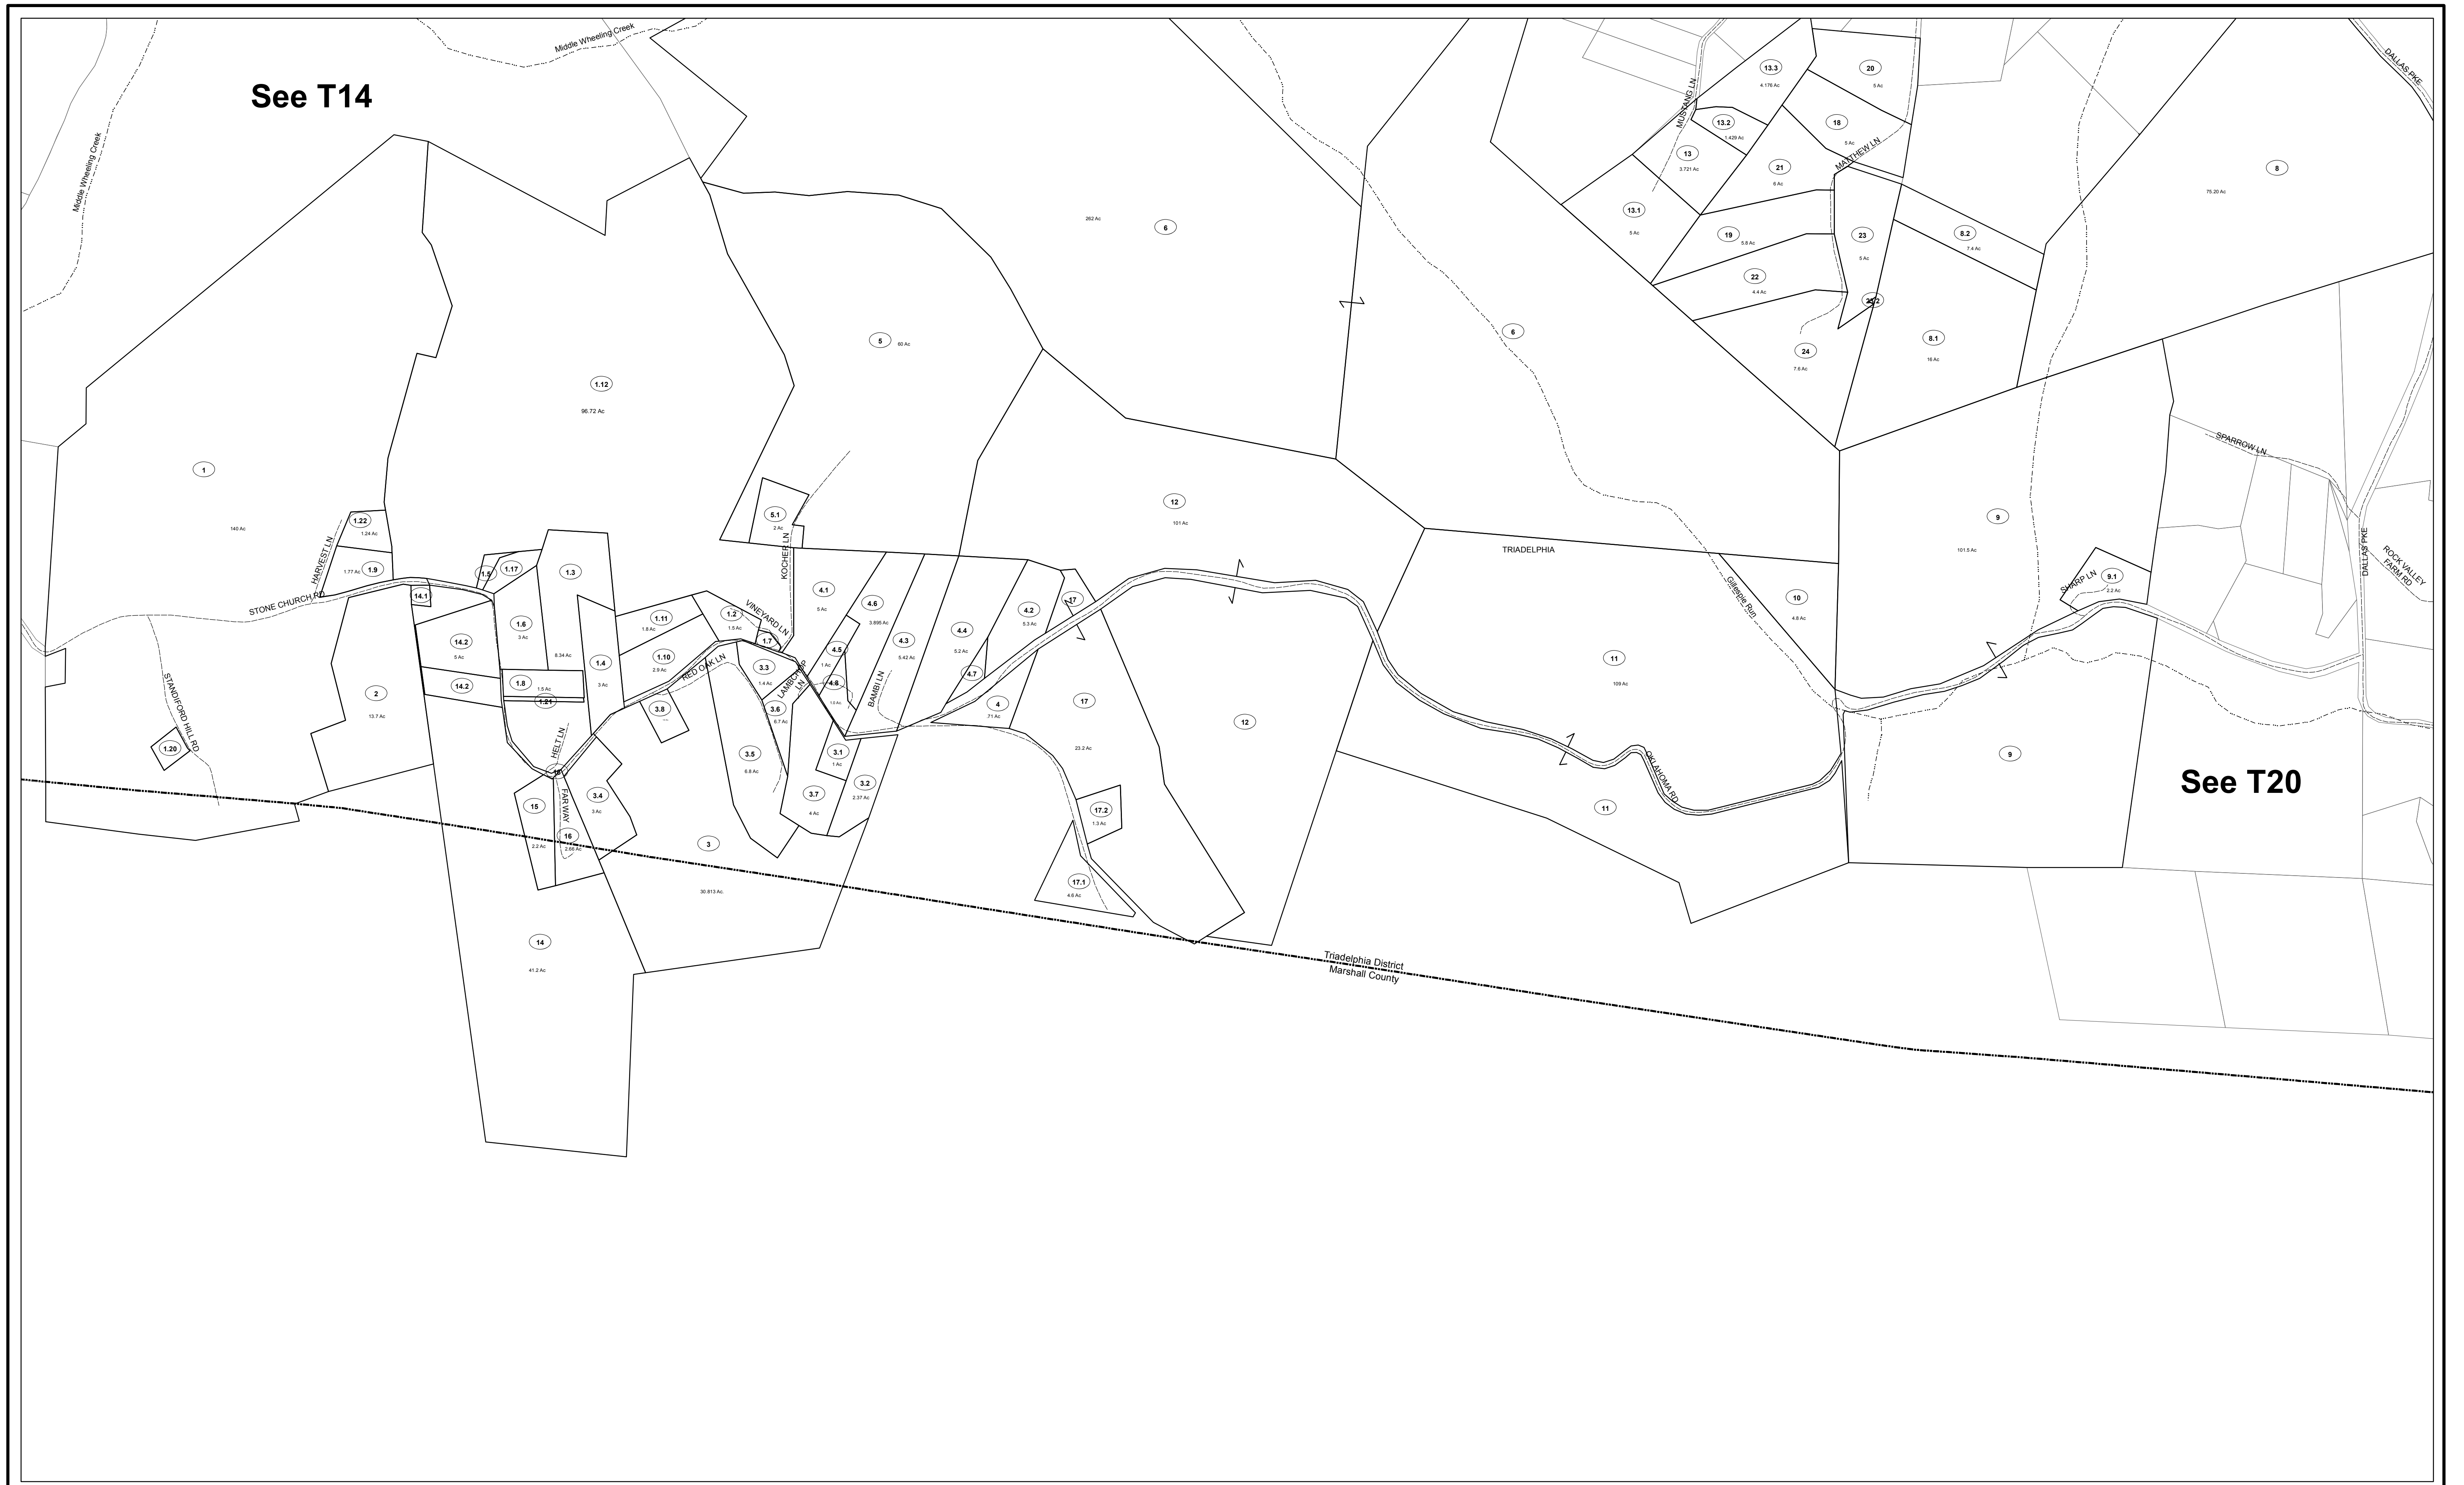 See T14
Middle Wheeling Creek
Middle Wheeling Creek
DALLAS PKE
MUSTANG LN
13.3
4.176 Ac
20
5 Ac
13.2
1.429 Ac
18
5 Ac
MATTHEW LN
13
3.721 Ac
21
6 Ac
8
75.20 Ac
13.1
5 Ac
262 Ac
6
19
5.8 Ac
23
5 Ac
8.2
7.4 Ac
22
4.4 Ac
6
5
60 Ac
24
7.6 Ac
8.1
16 Ac
1.12
96.72 Ac
SPARROW LN
1
140 Ac
12
101 Ac
5.1
2 Ac
9
101.5 Ac
1.22
1.24 Ac
HARVEST LN
1.77 Ac
1.9
KOCHER LN
TRIADELPHIA
DALLAS PKE
ROCK VALLEY
FARM RD
1.5
1.17
1.3
8.34 Ac
SHARP LN
9.1
2.2 Ac
Gillespie Run
10
4.8 Ac
STONE CHURCH RD
14.1
4.1
5 Ac
4.6
3.895 Ac
4.2
5.3 Ac
17
1.6
3 Ac
1.11
1.8 Ac
1.2
1.5 Ac
VINEYARD LN
1.7
14.2
5 Ac
4.4
5.2 Ac
4.3
5.42 Ac
4.5
1 Ac
1.4
3 Ac
1.10
2.9 Ac
RED OAK LN
3.3
1.4 Ac
LAMBCHOP
LN
4.8
1.0 Ac
4.7
11
109 Ac
14.2
1.8
1.5 Ac
1.21
BAMBI LN
2
13.7 Ac
3.8
3.6
6.7 Ac
4
.71 Ac
17
23.2 Ac
12
STANDIFORD HILL RD
1.20
HELT LN
3.5
6.8 Ac
3.1
1 Ac
9
OKLAHOMA RD
See T20
3.2
2.37 Ac
3.7
4 Ac
3.4
3 Ac
15
2.2 Ac
FAR WAY
16
2.68 Ac
17.2
1.3 Ac
11
3
30.813 Ac
17.1
4.6 Ac
14
41.2 Ac
Triadelphia District
Marshall County